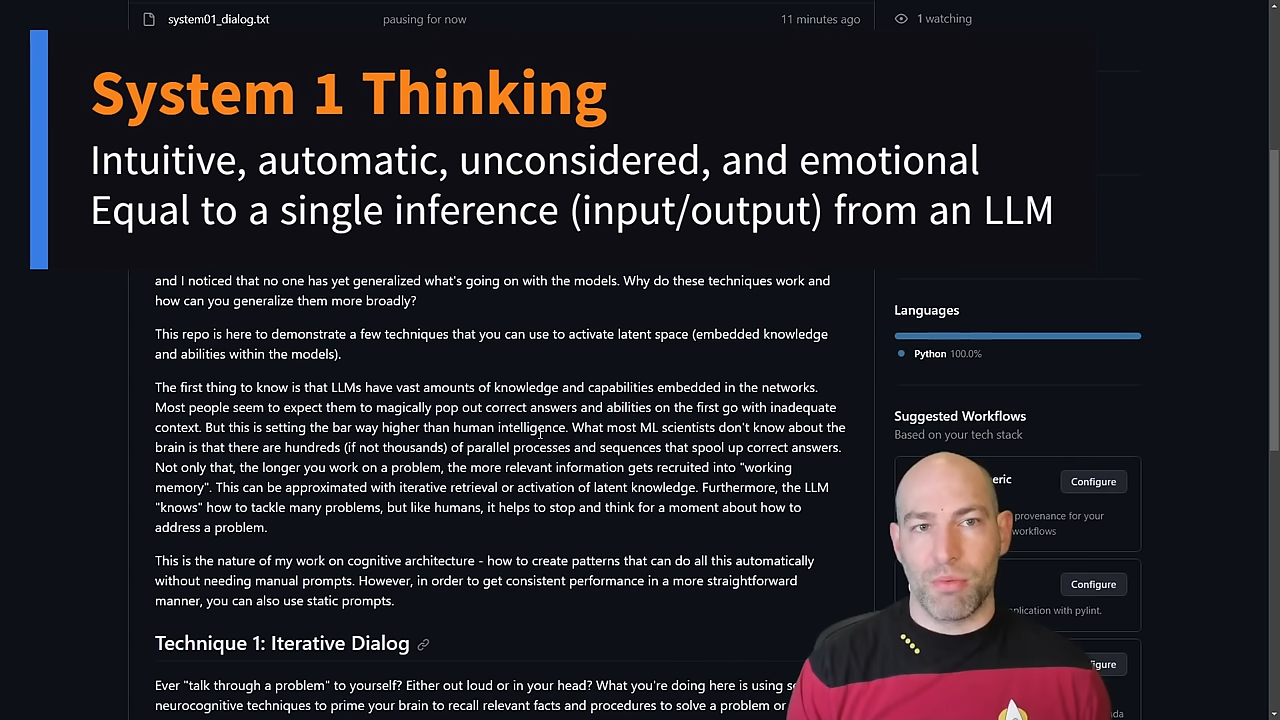 system01_dialog.txt
pausing for now
11 minutes ago
1 watching
System 1 Thinking
Intuitive, automatic, unconsidered, and emotional
Equal to a single inference (input/output) from an LLM
and I noticed that no one has yet generalized what's going on with the models. Why do these techniques work and
how can you generalize them more broadly?
This repo is here to demonstrate a few techniques that you can use to activate latent space (embedded knowledge
and abilities within the models).
The first thing to know is that LLMs have vast amounts of knowledge and capabilities embedded in the networks.
Most people seem to expect them to magically pop out correct answers and abilities on the first go with inadequate
context. But this is setting the bar way higher than human intelligence. What most ML scientists don't know about the
brain is that there are hundreds (if not thousands) of parallel processes and sequences that spool up correct answers.
Not only that, the longer you work on a problem, the more relevant information gets recruited into "working
memory". This can be approximated with iterative retrieval or activation of latent knowledge. Furthermore, the LLM
"knows" how to tackle many problems, but like humans, it helps to stop and think for a moment about how to
address a problem.
This is the nature of my work on cognitive architecture - how to create patterns that can do all this automatically
without needing manual prompts. However, in order to get consistent performance in a more straightforward
manner, you can also use static prompts.
Technique 1: Iterative Dialog
Ever "talk through a problem" to yourself? Either out loud or in your head? What you're doing here is using
neurocognitive techniques to prime your brain to recall relevant facts and procedures to solve a problem or
Languages
Python 100.0%
Suggested Workflows
Based on your tech stack
Configure
provenance for your
workflows
Configure
with pylint.